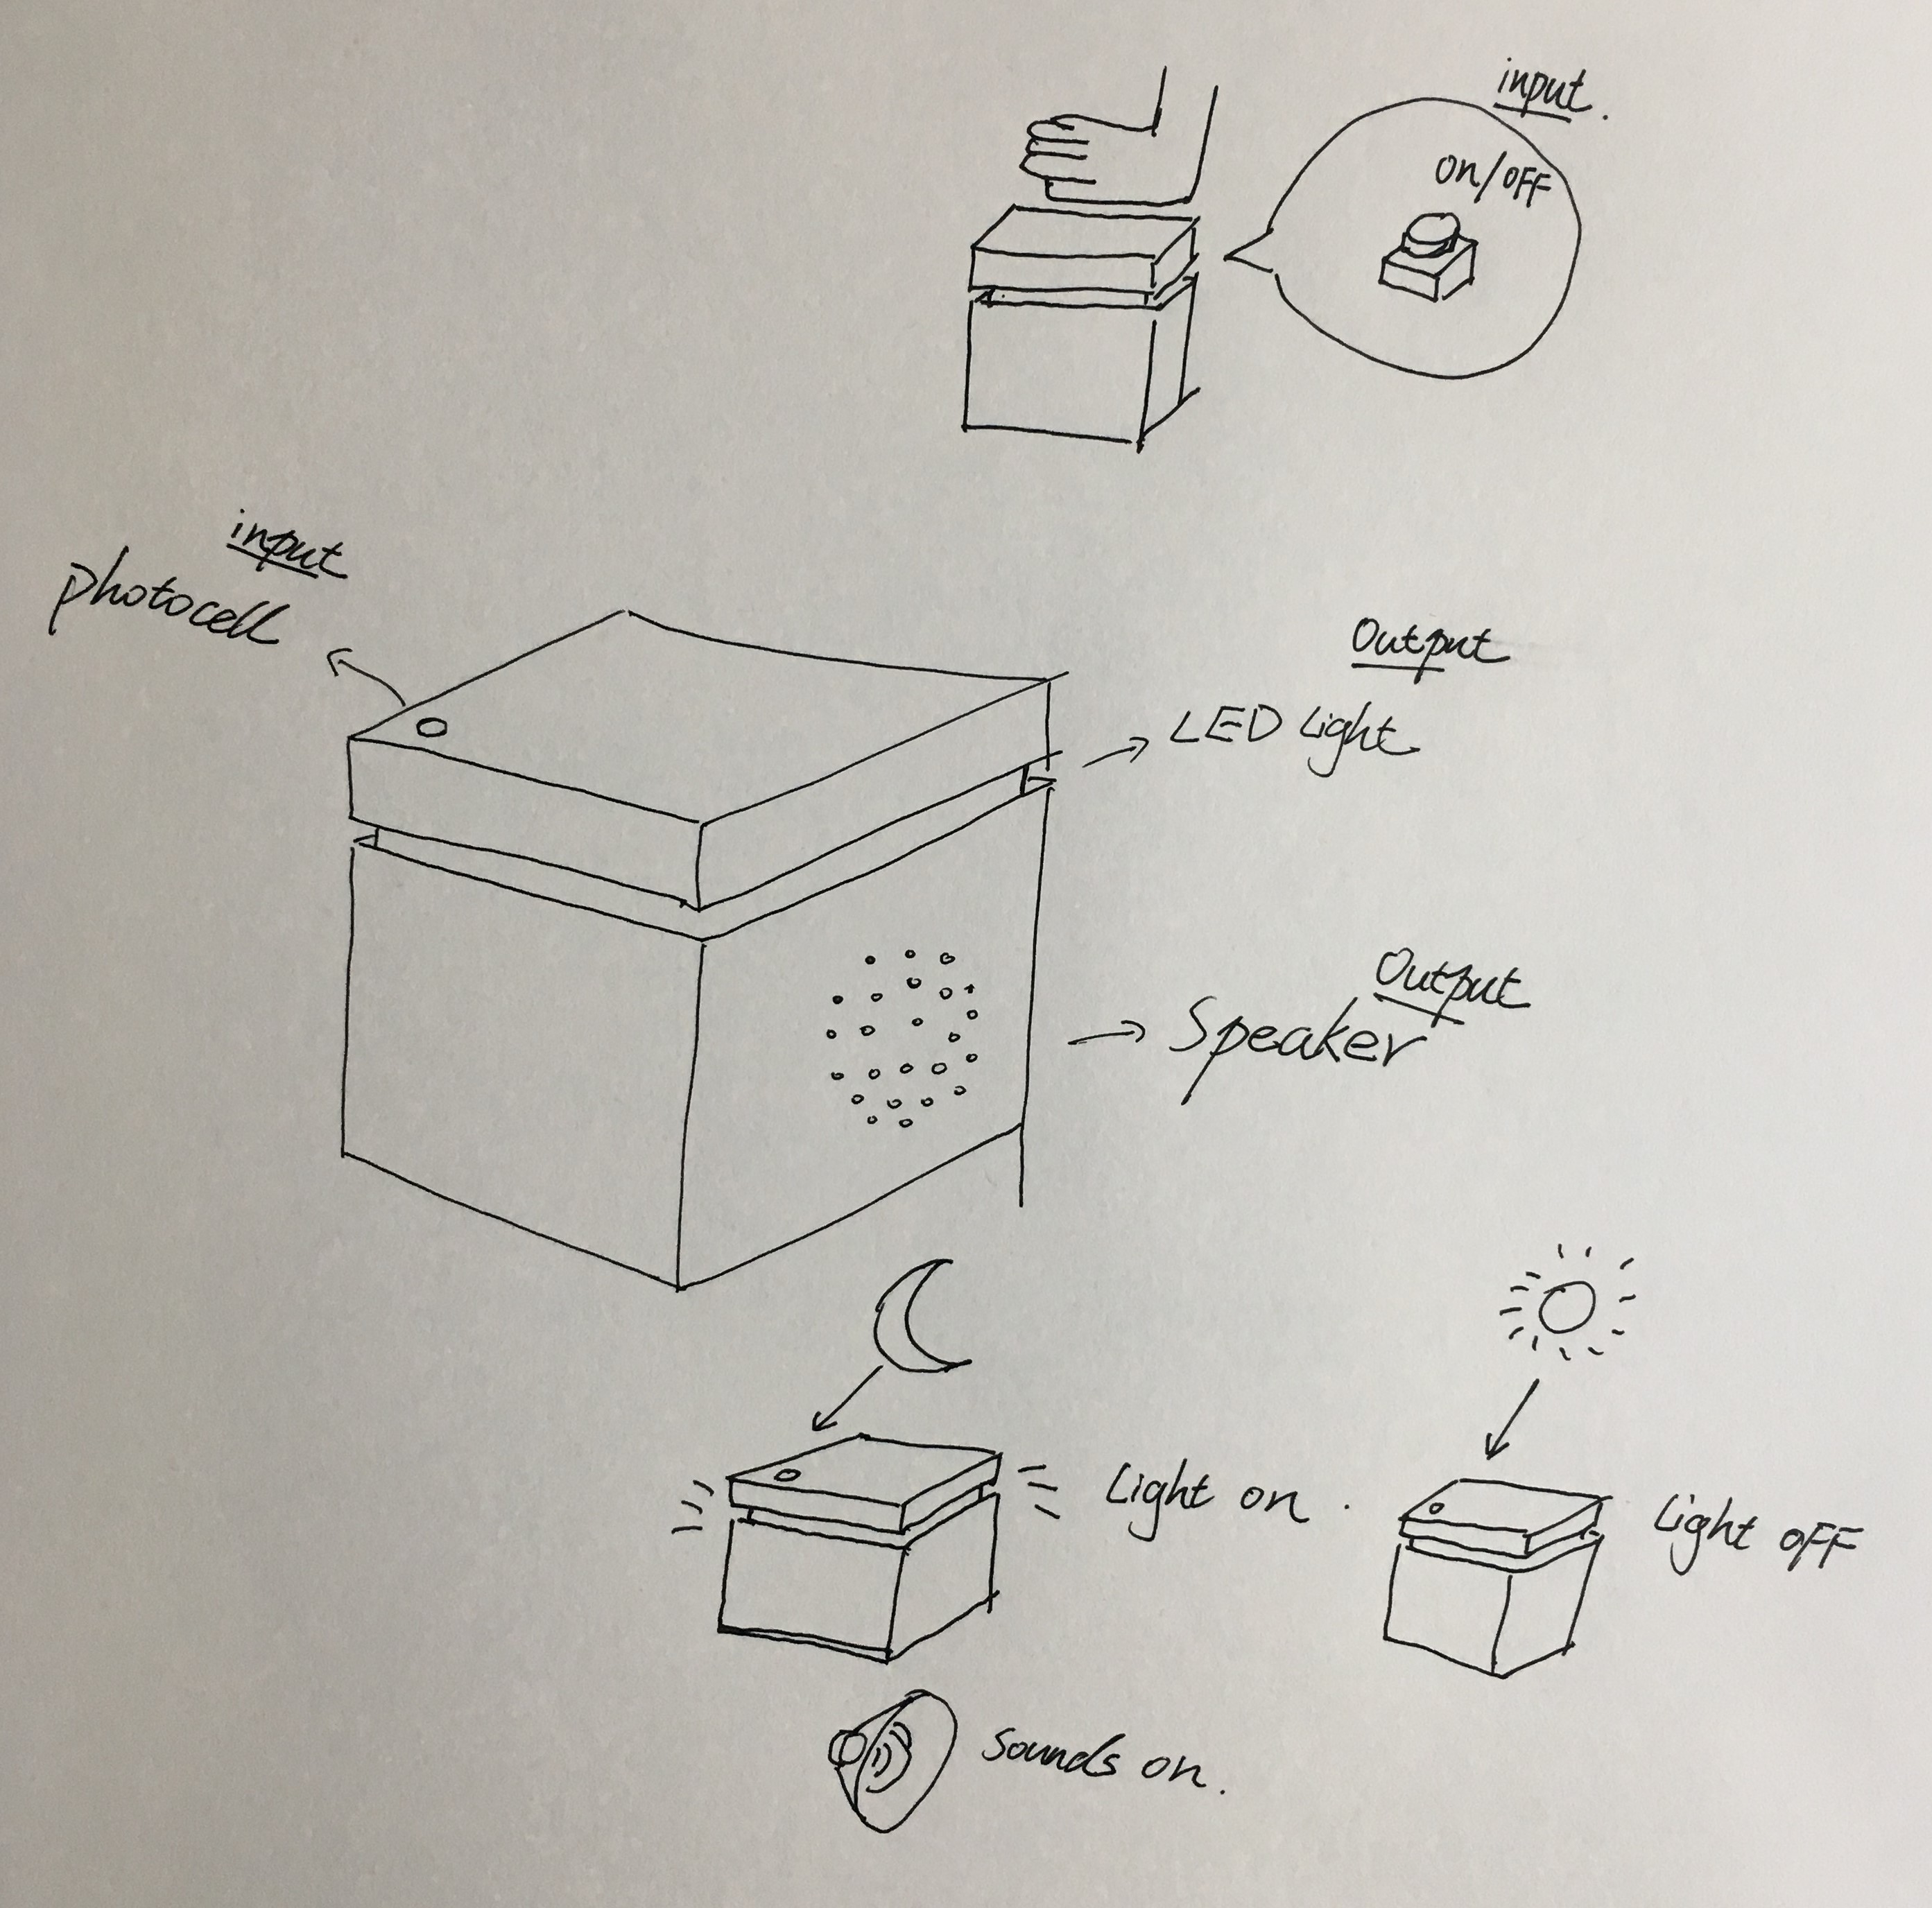 input.
on/OFF
input
photocell
Output
LED Light
Output
Speaker
Light on.
Light OFF
Sounds on.